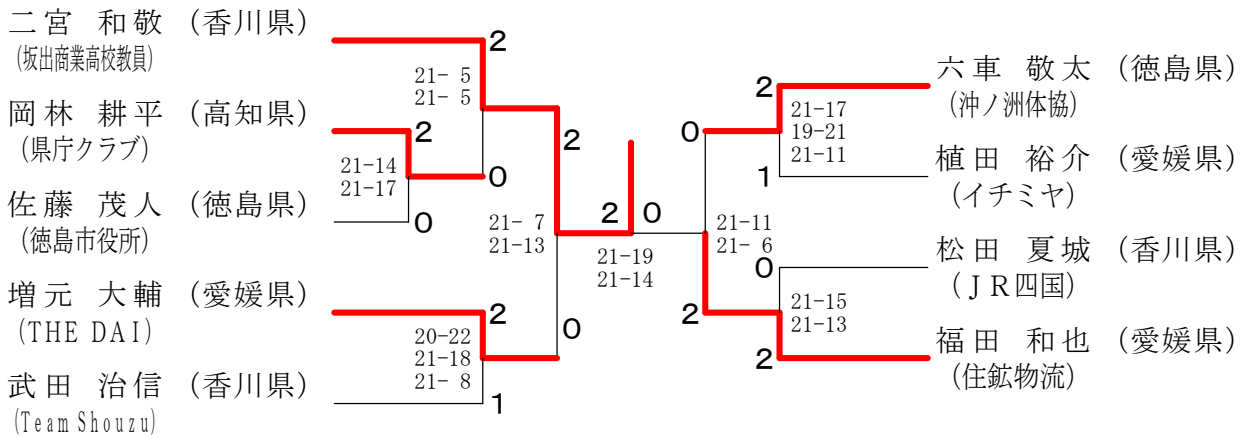 二宮 和敬 (香川県)
(坂出商業高校教員)
岡林 耕平 (高知県)
(県庁クラブ)
佐藤 茂人 (徳島県)
(徳島市役所)
増元 大輔 (愛媛県)
(THE DAI)
武田 治信 (香川県)
(Team Shouzu)
2
21- 5
21- 5
2
21-14
21-17
0
0
2
21- 7
21-13
2
20-22
21-18
21- 8
1
0
2
0
21-19
21-14
0
21-11
21- 6
2
2
21-17
19-21
21-11
1
0
21-15
21-13
2
六車 敬太 (徳島県)
(沖ノ洲体協)
植田 裕介 (愛媛県)
(イチミヤ)
松田 夏城 (香川県)
(JR四国)
福田 和也 (愛媛県)
(住鉱物流)